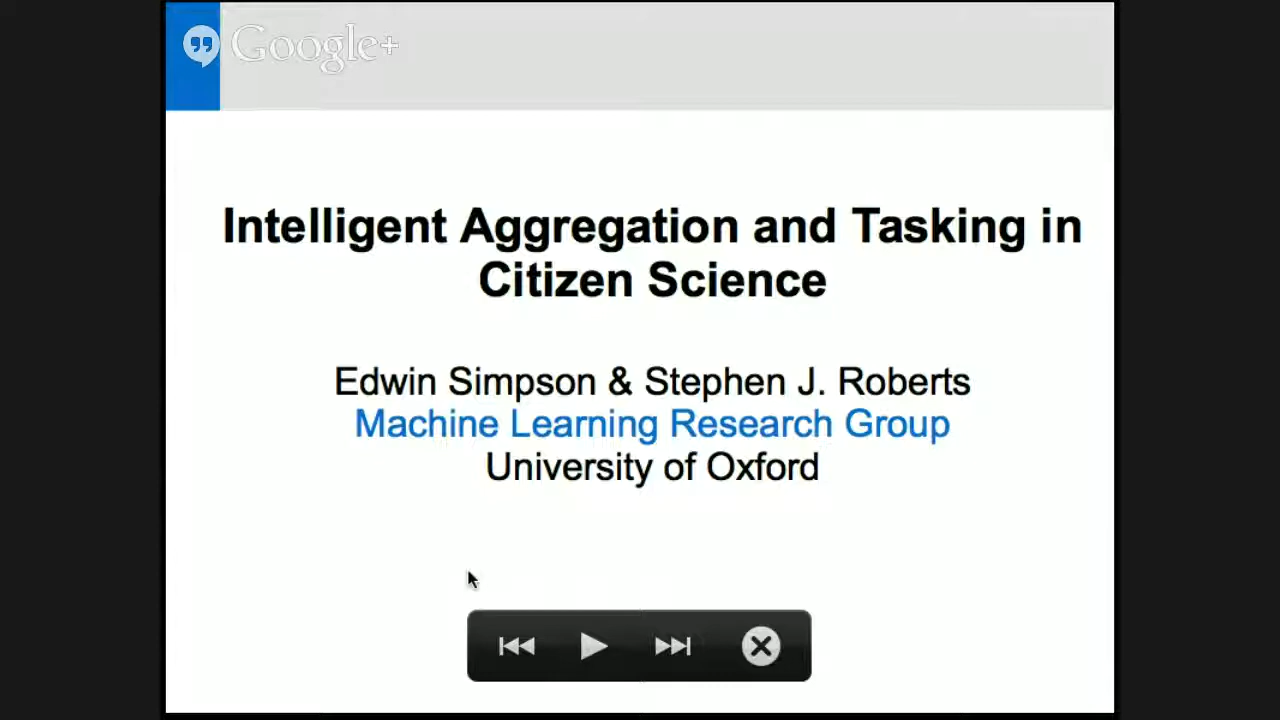 Google+
Intelligent Aggregation and Tasking in
Citizen Science
Edwin Simpson & Stephen J. Roberts
Machine Learning Research Group
University of Oxford